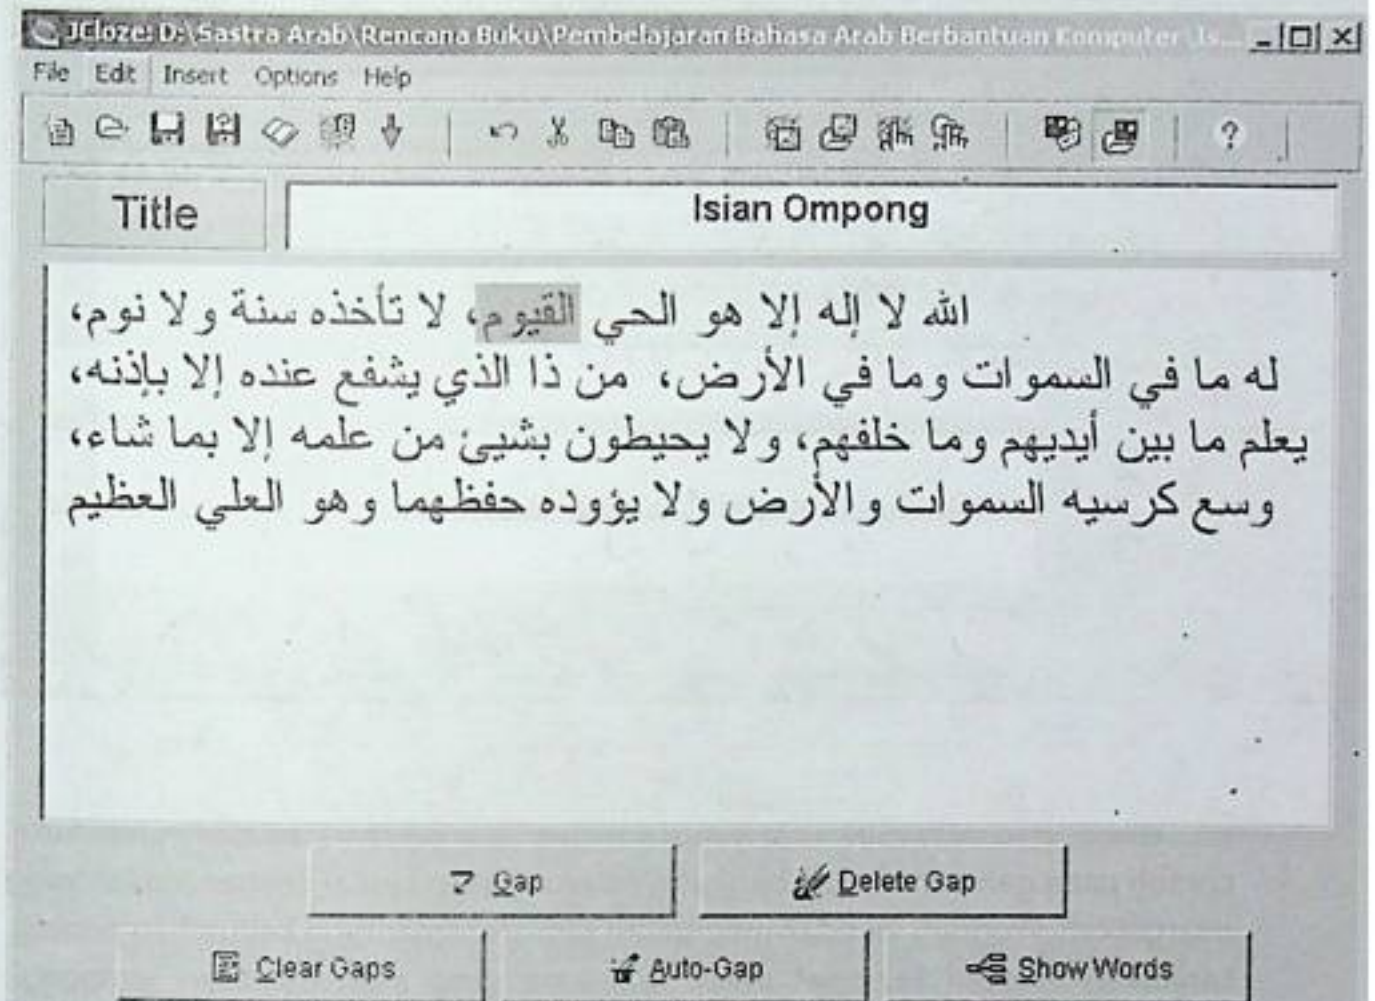 JCloze: D:\Sastra Arab\Rencana Buku\Pembelajaran Bahasa Arab Berbantuan Komputer\Is...
File Edit Insert Options Help
Title
Isian Ompong
الله لا إله إلا هو الحي القيوم، لا تأخذه سنة ولا نوم،
له ما في السموات وما في الأرض، من ذا الذي يشفع عنده إلا بإذنه،
يعلم ما بين أيديهم وما خلفهم، ولا يحيطون بشيئ من علمه إلا بما شاء،
وسع كرسيه السموات والأرض ولا يؤوده حفظهما وهو العلي العظيم
Gap Delete Gap
Clear Gaps Auto-Gap Show Words